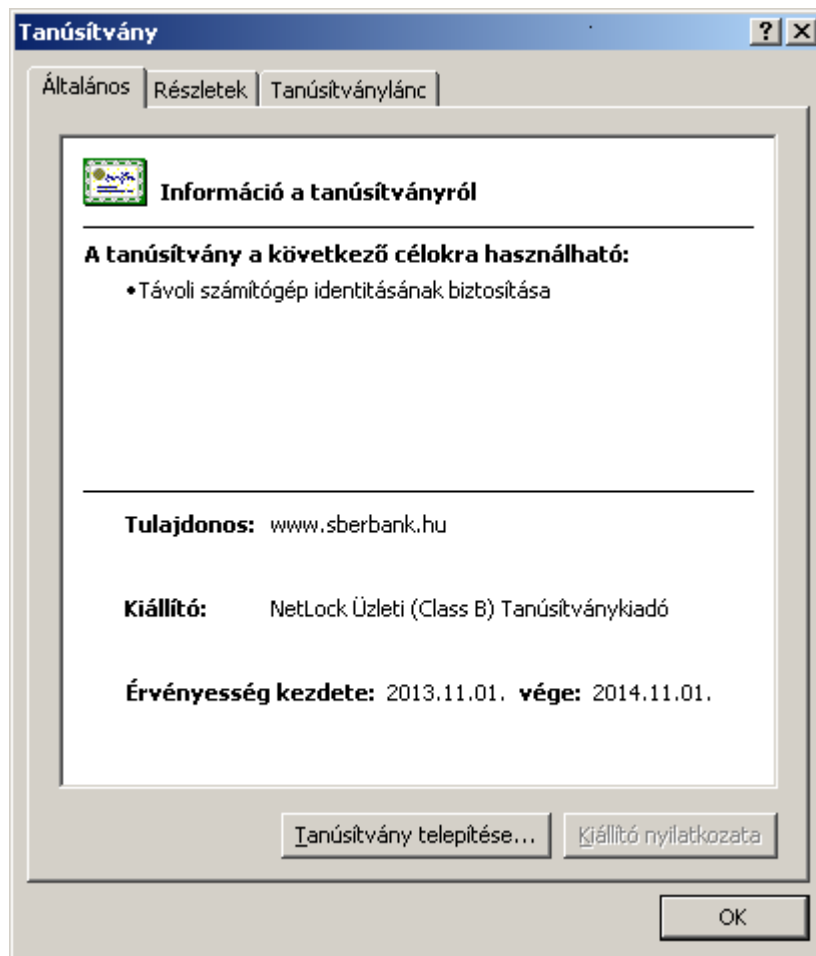 Tanúsítvány
Általános Részletek Tanúsítványlánc
Információ a tanúsítványról
A tanúsítvány a következő célokra használható:
•Távoli számítógép identitásának biztosítása
Tulajdonos: www.sberbank.hu
Kiállító: NetLock Üzleti (Class B) Tanúsítványkiadó
Érvényesség kezdete: 2013.11.01. vége: 2014.11.01.
Tanúsítvány telepítése... Kiállító nyilatkozata
OK